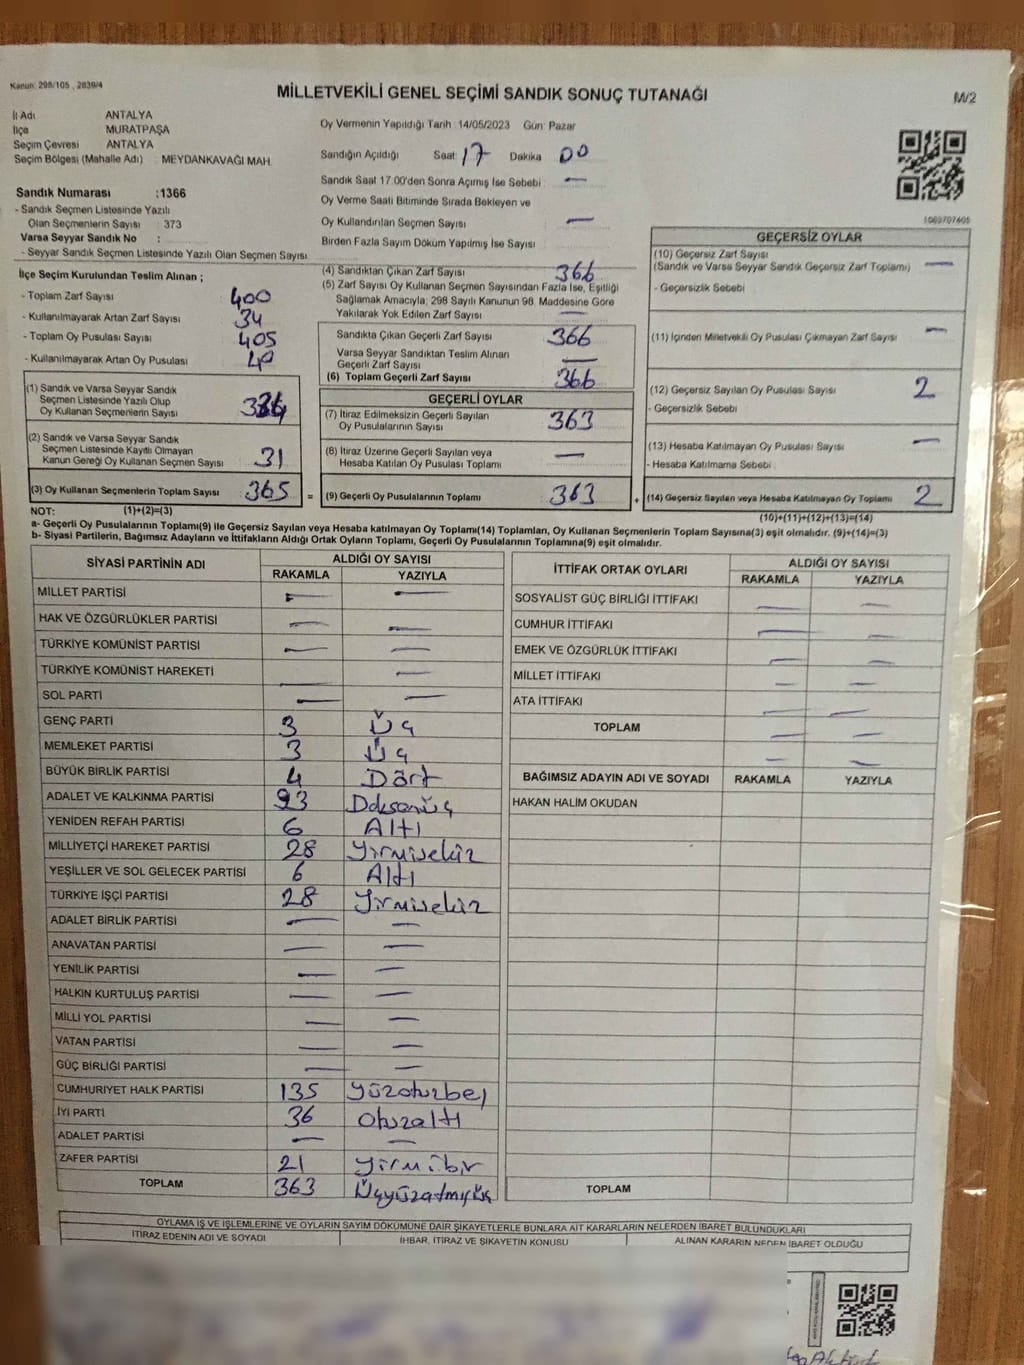 Kanun: 298/105 , 2839/4
MİLLETVEKİLİ GENEL SEÇİMİ SANDIK SONUÇ TUTANAĞI
M/2
İl Adı ANTALYA
İlçe MURATPAŞA
Seçim Çevresi ANTALYA
Seçim Bölgesi (Mahalle Adı) : MEYDANKAVAĞI MAH.
Oy Vermenin Yapıldığı Tarih :14/05/2023 Gün: Pazar
Sandığın Açıldığı Saat 17 Dakika 00
Sandık Saat 17.00'den Sonra Açılmış İse Sebebi : —
Oy Verme Saati Bitiminde Sırada Bekleyen ve
Oy Kullandırılan Seçmen Sayısı —
Birden Fazla Sayım Döküm Yapılmış İse Sayısı
1083707605
Sandık Numarası :1366
- Sandık Seçmen Listesinde Yazılı
Olan Seçmenlerin Sayısı : 373
Varsa Seyyar Sandık No :
- Seyyar Sandık Seçmen Listesinde Yazılı Olan Seçmen Sayısı
İlçe Seçim Kurulundan Teslim Alınan ;
- Toplam Zarf Sayısı 400
- Kullanılmayarak Artan Zarf Sayısı 34
- Toplam Oy Pusulası Sayısı 405
- Kullanılmayarak Artan Oy Pusulası 40
(1) Sandık ve Varsa Seyyar Sandık
Seçmen Listesinde Yazılı Olup
Oy Kullanan Seçmenlerin Sayısı
(2) Sandık ve Varsa Seyyar Sandık
Seçmen Listesinde Kayıtlı Olmayan
Kanun Gereği Oy Kullanan Seçmen Sayısı 31
(3) Oy Kullanan Seçmenlerin Toplam Sayısı 365 =
(4) Sandıktan Çıkan Zarf Sayısı 366
(5) Zarf Sayısı Oy Kullanan Seçmen Sayısından Fazla İse, Eşitliği
Sağlamak Amacıyla; 298 Sayılı Kanunun 98. Maddesine Göre
Yakılarak Yok Edilen Zarf Sayısı —
Sandıkta Çıkan Geçerli Zarf Sayısı 366
Varsa Seyyar Sandıktan Teslim Alınan
Geçerli Zarf Sayısı —
(6) Toplam Geçerli Zarf Sayısı 366
GEÇERLİ OYLAR
(7) İtiraz Edilmeksizin Geçerli Sayılan
Oy Pusulalarının Sayısı 363
(8) İtiraz Üzerine Geçerli Sayılan veya
Hesaba Katılan Oy Pusulası Toplamı —
(9) Geçerli Oy Pusulalarının Toplamı 363 +
GEÇERSİZ OYLAR
(10) Geçersiz Zarf Sayısı
(Sandık ve Varsa Seyyar Sandık Geçersiz Zarf Toplamı) —
- Geçersizlik Sebebi
(11) İçinden Milletvekili Oy Pusulası Çıkmayan Zarf Sayısı —
(12) Geçersiz Sayılan Oy Pusulası Sayısı 2
- Geçersizlik Sebebi
(13) Hesaba Katılmayan Oy Pusulası Sayısı —
- Hesaba Katılmama Sebebi
(14) Geçersiz Sayılan veya Hesaba Katılmayan Oy Toplamı 2
NOT: (1)+(2)=(3) (10)+(11)+(12)+(13)=(14)
a- Geçerli Oy Pusulalarının Toplamı(9) ile Geçersiz Sayılan veya Hesaba katılmayan Oy Toplamı(14) Toplamları, Oy Kullanan Seçmenlerin Toplam Sayısına(3) eşit olmalıdır. (9)+(14)=(3)
b- Siyasi Partilerin, Bağımsız Adayların ve İttifakların Aldığı Ortak Oyların Toplamı, Geçerli Oy Pusulalarının Toplamına(9) eşit olmalıdır.
SİYASİ PARTİNİN ADI ALDIĞI OY SAYISI
RAKAMLA YAZIYLA
MİLLET PARTİSİ — —
HAK VE ÖZGÜRLÜKLER PARTİSİ — —
TÜRKİYE KOMÜNİST PARTİSİ — —
TÜRKİYE KOMÜNİST HAREKETİ — —
SOL PARTİ — —
GENÇ PARTİ 3 Üç
MEMLEKET PARTİSİ 3 Üç
BÜYÜK BİRLİK PARTİSİ 4 Dört
ADALET VE KALKINMA PARTİSİ 93 Doksanüç
YENİDEN REFAH PARTİSİ 6 Altı
MİLLİYETÇİ HAREKET PARTİSİ 28 Yirmisekiz
YEŞİLLER VE SOL GELECEK PARTİSİ 6 Altı
TÜRKİYE İŞÇİ PARTİSİ 28 Yirmisekiz
ADALET BİRLİK PARTİSİ — —
ANAVATAN PARTİSİ — —
YENİLİK PARTİSİ — —
HALKIN KURTULUŞ PARTİSİ — —
MİLLİ YOL PARTİSİ — —
VATAN PARTİSİ — —
GÜÇ BİRLİĞİ PARTİSİ — —
CUMHURİYET HALK PARTİSİ 135 Yüzotuzbeş
İYİ PARTİ 36 Otuzaltı
ADALET PARTİSİ — —
ZAFER PARTİSİ 21 Yirmibir
TOPLAM 363 Üçyüzatmışüç
İTTİFAK ORTAK OYLARI ALDIĞI OY SAYISI
RAKAMLA YAZIYLA
SOSYALİST GÜÇ BİRLİĞİ İTTİFAKI — —
CUMHUR İTTİFAKI — —
EMEK VE ÖZGÜRLÜK İTTİFAKI — —
MİLLET İTTİFAKI — —
ATA İTTİFAKI — —
TOPLAM — —
— —
BAĞIMSIZ ADAYIN ADI VE SOYADI RAKAMLA YAZIYLA
HAKAN HALİM OKUDAN
TOPLAM
OYLAMA İŞ VE İŞLEMLERİNE VE OYLARIN SAYIM DÖKÜMÜNE DAİR ŞİKAYETLERLE BUNLARA AİT KARARLARIN NELERDEN İBARET BULUNDUKLARI
İTİRAZ EDENİN ADI VE SOYADI İHBAR, İTİRAZ VE ŞİKAYETİN KONUSU ALINAN KARARIN NEDEN İBARET OLDUĞU